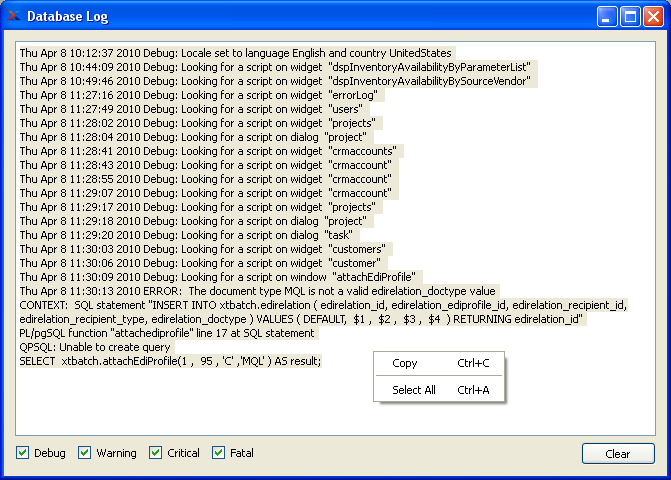 Database Log
Thu Apr 8 10:12:37 2010 Debug: Locale set to language English and country UnitedStates
Thu Apr 8 10:44:09 2010 Debug: Looking for a script on widget "dspInventoryAvailabilityByParameterList"
Thu Apr 8 10:49:46 2010 Debug: Looking for a script on widget "dspInventoryAvailabilityBySourceVendor"
Thu Apr 8 11:27:16 2010 Debug: Looking for a script on widget "errorLog"
Thu Apr 8 11:27:49 2010 Debug: Looking for a script on widget "users"
Thu Apr 8 11:28:02 2010 Debug: Looking for a script on widget "projects"
Thu Apr 8 11:28:04 2010 Debug: Looking for a script on dialog "project"
Thu Apr 8 11:28:41 2010 Debug: Looking for a script on widget "crmaccounts"
Thu Apr 8 11:28:43 2010 Debug: Looking for a script on widget "crmaccount"
Thu Apr 8 11:28:55 2010 Debug: Looking for a script on widget "crmaccount"
Thu Apr 8 11:29:07 2010 Debug: Looking for a script on widget "crmaccount"
Thu Apr 8 11:29:17 2010 Debug: Looking for a script on widget "projects"
Thu Apr 8 11:29:18 2010 Debug: Looking for a script on dialog "project"
Thu Apr 8 11:29:20 2010 Debug: Looking for a script on dialog "task"
Thu Apr 8 11:30:03 2010 Debug: Looking for a script on widget "customers"
Thu Apr 8 11:30:06 2010 Debug: Looking for a script on widget "customer"
Thu Apr 8 11:30:09 2010 Debug: Looking for a script on window "attachEdiProfile"
Thu Apr 8 11:30:13 2010 ERROR: The document type MQL is not a valid edirelation_doctype value
CONTEXT: SQL statement "INSERT INTO xtbatch.edirelation ( edirelation_id, edirelation_ediprofile_id, edirelation_recipient_id,
edirelation_recipient_type, edirelation_doctype ) VALUES ( DEFAULT, $1 , $2 , $3 , $4 ) RETURNING edirelation_id"
PL/pgSQL function "attachediprofile" line 17 at SQL statement
QPSQL: Unable to create query
SELECT xtbatch.attachEdiProfile(1 , 95 , 'C' ,'MQL' ) AS result;
Copy Ctrl+C
Select All Ctrl+A
Debug Warning Critical Fatal Clear